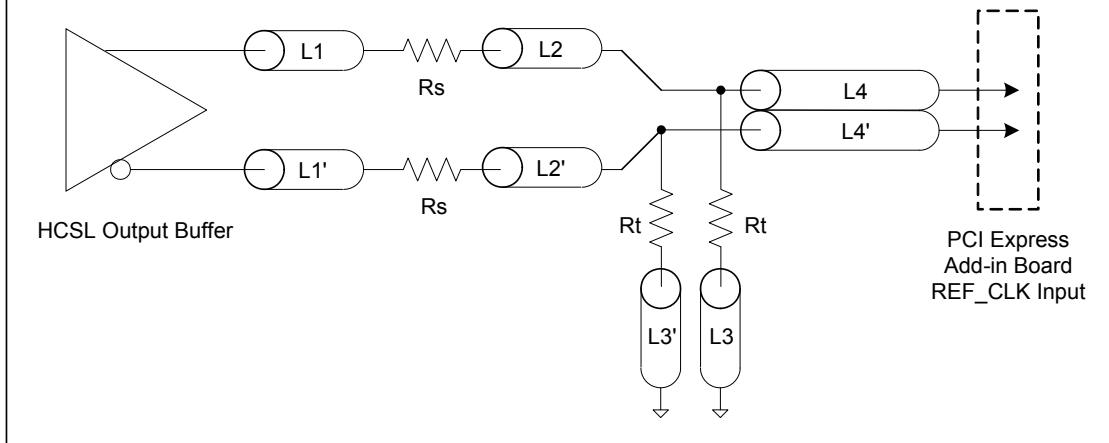 L1
L2
Rs
L4
L4'
L1'
L2'
Rs
HCSL Output Buffer
Rt
Rt
L3'
L3
PCI Express
Add-in Board
REF_CLK Input